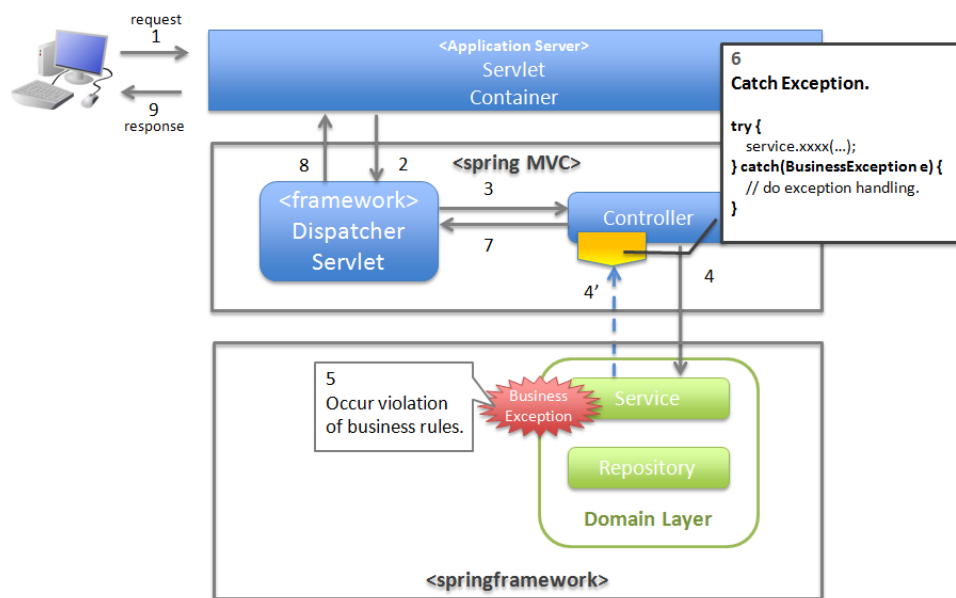 request
1
9
response
<Application Server>
Servlet
Container
6
Catch Exception.
try {
service.xxxx(…);
} catch(BusinessException e) {
// do exception handling.
}
8
2
<spring MVC>
<framework>
Dispatcher
Servlet
3
7
Controller
4’
4
5
Occur violation
of business rules.
Business
Exception
Service
Repository
Domain Layer
<springframework>